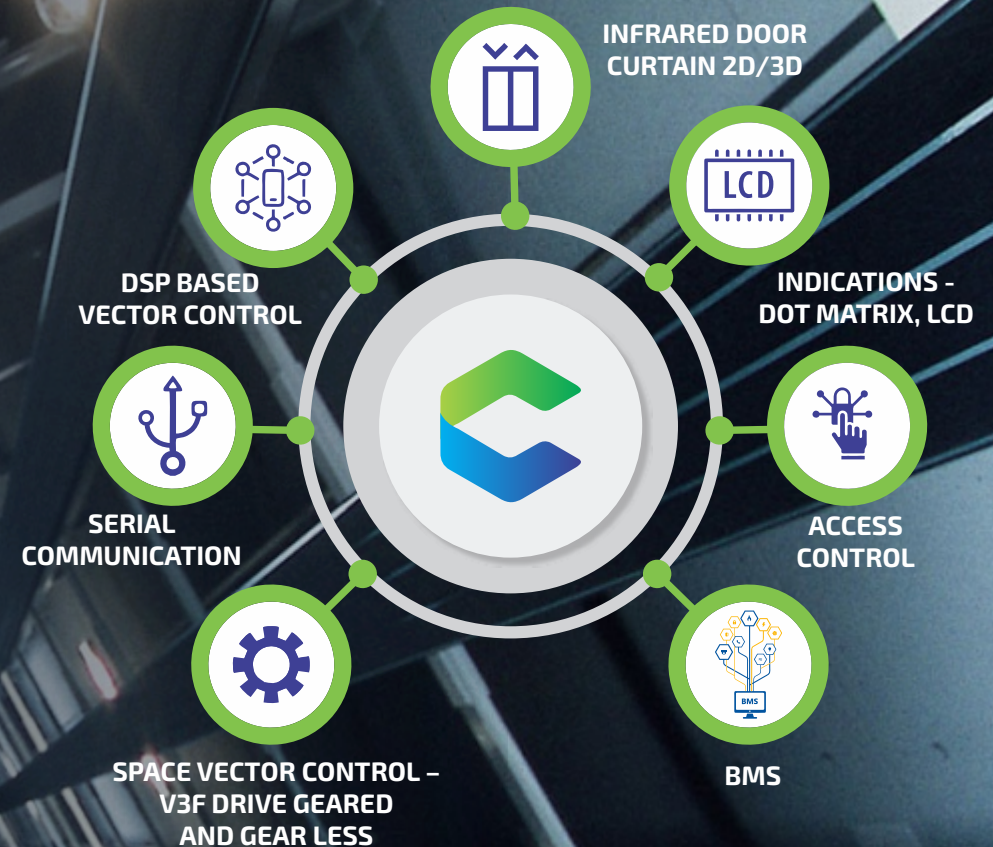 INFRARED DOOR
CURTAIN 2D/3D
LCD
INDICATIONS -
DOT MATRIX, LCD
DSP BASED
VECTOR CONTROL
SERIAL
COMMUNICATION
ACCESS
CONTROL
BMS
SPACE VECTOR CONTROL –
V3F DRIVE GEARED
AND GEAR LESS
BMS